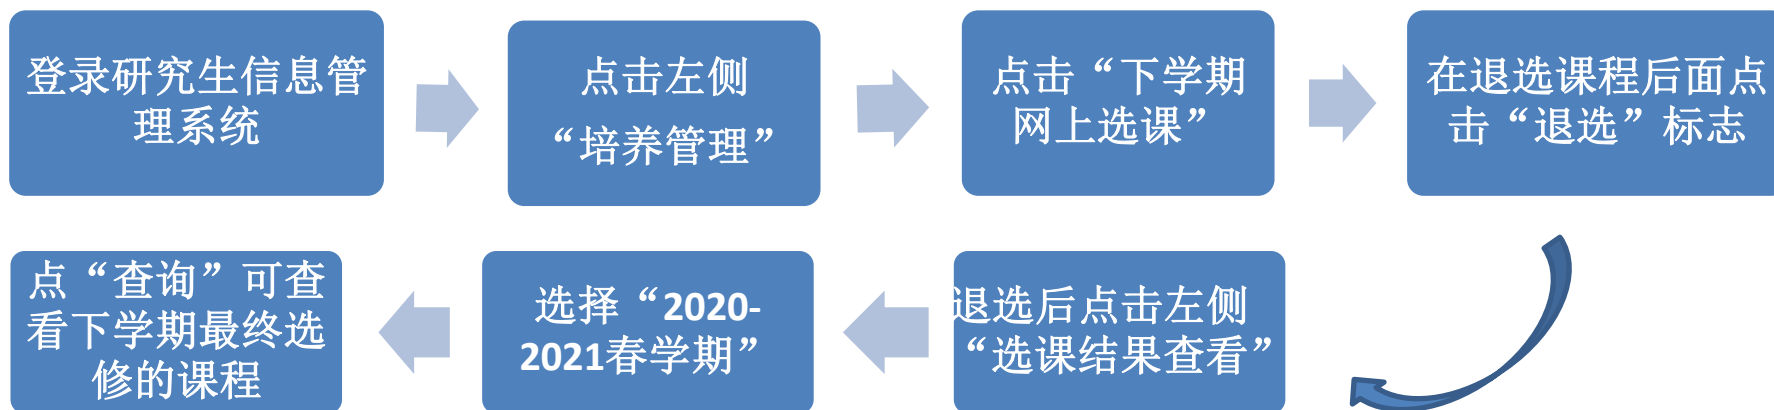 登录研究生信息管
理系统
点击左侧
“培养管理”
点击“下学期
网上选课”
在退选课程后面点
击“退选”标志
退选后点击左侧
“选课结果查看”
选择“2020-
2021春学期”
点“查询”可查
看下学期最终选
修的课程